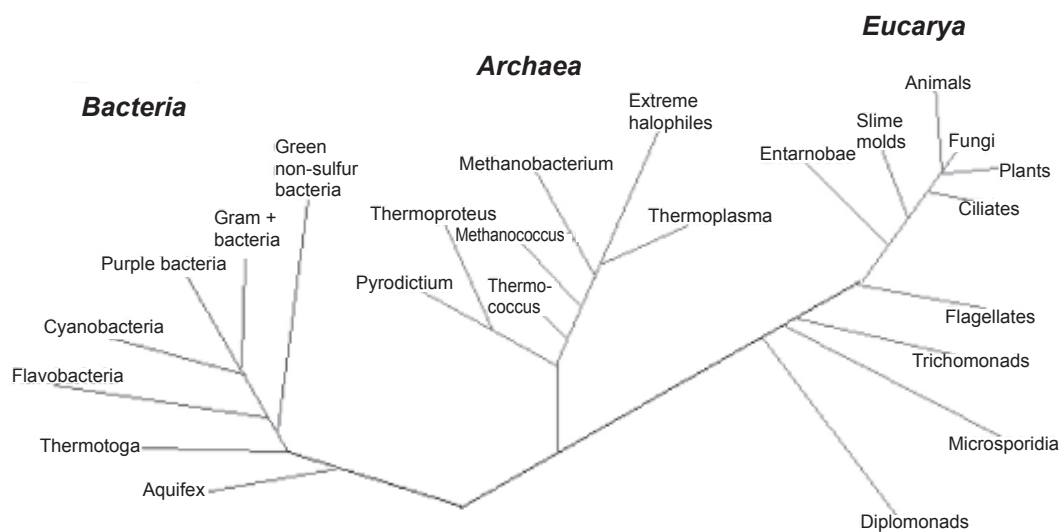 Eucarya
Archaea
Bacteria
Animals
Extreme
halophiles
Slime
molds
Fungi
Green
non-sulfur
bacteria
Entarnobae
Methanobacterium
Plants
Thermoproteus
Thermoplasma
Ciliates
Gram +
bacteria
Methanococcus
Purple bacteria
Pyrodictium
Thermo-
coccus
Flagellates
Cyanobacteria
Trichomonads
Flavobacteria
Thermotoga
Microsporidia
Aquifex
Diplomonads